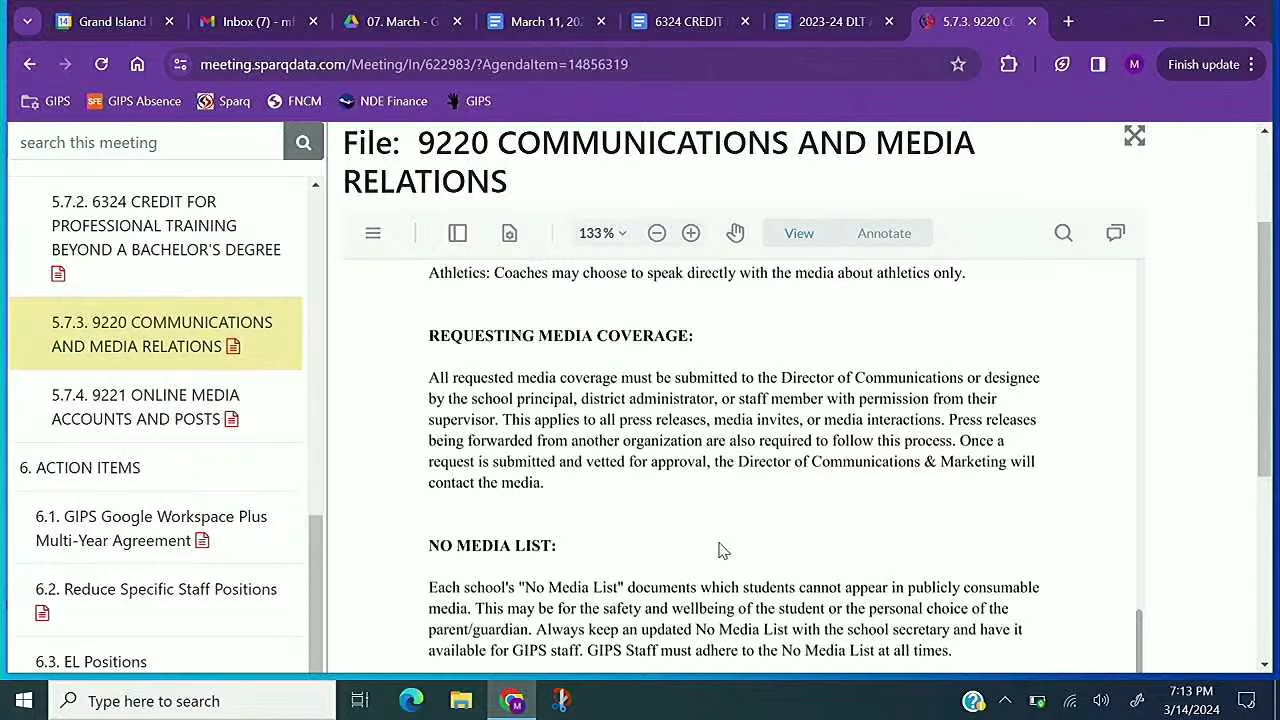 Grand Island
Inbox (7) - m
07. March - G
March 11, 202
6324 CREDIT
2023-24 DLT A
5.7.3. 9220 CO
meeting.sparqdata.com/Meeting/In/622983/?AgendaItem=14856319
M
Finish update
GIPS
GIPS Absence
Sparq
FNCM
NDE Finance
GIPS
search this meeting
5.7.2. 6324 CREDIT FOR
PROFESSIONAL TRAINING
BEYOND A BACHELOR'S DEGREE
5.7.3. 9220 COMMUNICATIONS
AND MEDIA RELATIONS
5.7.4. 9221 ONLINE MEDIA
ACCOUNTS AND POSTS
6. ACTION ITEMS
6.1. GIPS Google Workspace Plus
Multi-Year Agreement
6.2. Reduce Specific Staff Positions
6.3. EL Positions
File: 9220 COMMUNICATIONS AND MEDIA
RELATIONS
133%
View
Annotate
Athletics: Coaches may choose to speak directly with the media about athletics only.
REQUESTING MEDIA COVERAGE:
All requested media coverage must be submitted to the Director of Communications or designee
by the school principal, district administrator, or staff member with permission from their
supervisor. This applies to all press releases, media invites, or media interactions. Press releases
being forwarded from another organization are also required to follow this process. Once a
request is submitted and vetted for approval, the Director of Communications & Marketing will
contact the media.
NO MEDIA LIST:
Each school's "No Media List" documents which students cannot appear in publicly consumable
media. This may be for the safety and wellbeing of the student or the personal choice of the
parent/guardian. Always keep an updated No Media List with the school secretary and have it
available for GIPS staff. GIPS Staff must adhere to the No Media List at all times.
Type here to search
7:13 PM
3/14/2024